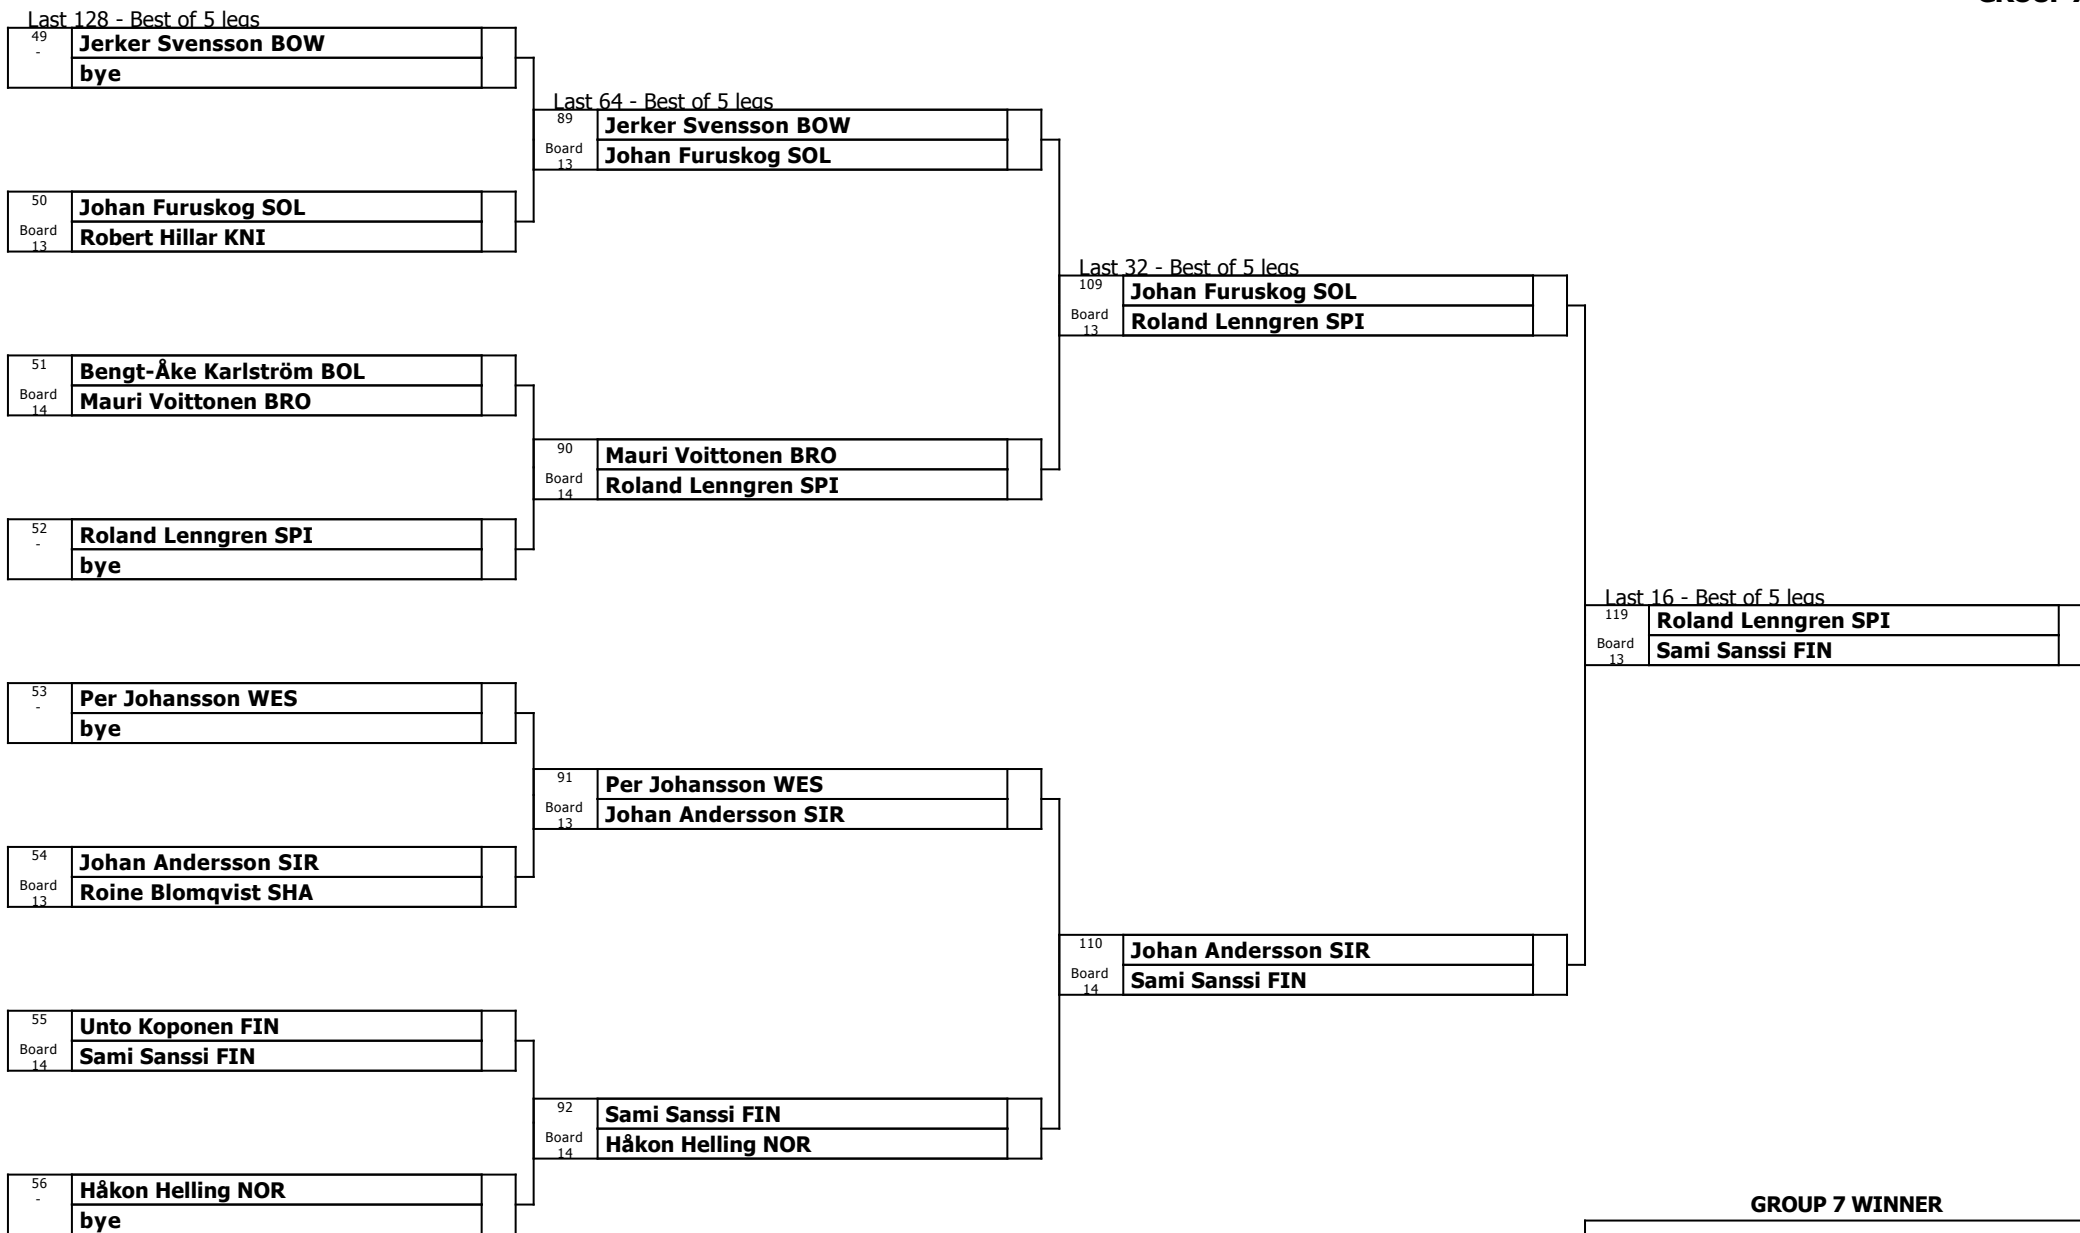 GROUP 7
Last 128 - Best of 5 legs
49
-
Jerker Svensson BOW
bye
50
Board
13
Johan Furuskog SOL
Robert Hillar KNI
51
Board
14
Bengt-Åke Karlström BOL
Mauri Voittonen BRO
52
-
Roland Lenngren SPI
bye
53
-
Per Johansson WES
bye
54
Board
13
Johan Andersson SIR
Roine Blomqvist SHA
55
Board
14
Unto Koponen FIN
Sami Sanssi FIN
56
-
Håkon Helling NOR
bye
Last 64 - Best of 5 legs
89
Board
13
Jerker Svensson BOW
Johan Furuskog SOL
90
Board
14
Mauri Voittonen BRO
Roland Lenngren SPI
91
Board
13
Per Johansson WES
Johan Andersson SIR
92
Board
14
Sami Sanssi FIN
Håkon Helling NOR
Last 32 - Best of 5 legs
109
Board
13
Johan Furuskog SOL
Roland Lenngren SPI
110
Board
14
Johan Andersson SIR
Sami Sanssi FIN
Last 16 - Best of 5 legs
119
Board
13
Roland Lenngren SPI
Sami Sanssi FIN
GROUP 7 WINNER